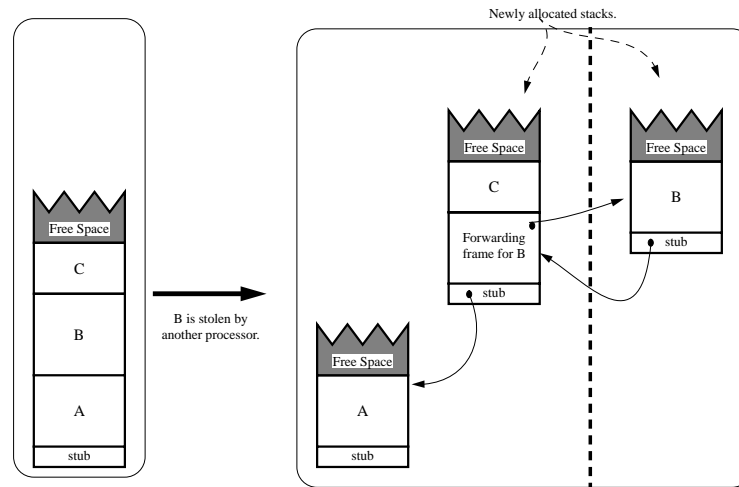 Newly allocated stacks.
Free Space
C
B
A
stub
B is stolen by
another processor.
Free Space
C
Forwarding
frame for B
stub
Free Space
B
stub
Free Space
A
stub